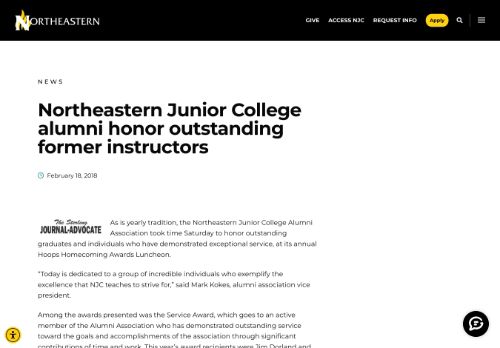 NORTHEASTERN
GIVE ACCESS NJC REQUEST INFO Apply
NEWS
Northeastern Junior College
alumni honor outstanding
former instructors
February 18, 2018
The Sterling
JOURNAL-ADVOCATE
As is yearly tradition, the Northeastern Junior College Alumni
Association took time Saturday to honor outstanding
graduates and individuals who have demonstrated exceptional service, at its annual
Hoops Homecoming Awards Luncheon.
“Today is dedicated to a group of incredible individuals who exemplify the
excellence that NJC teaches to strive for,” said Mark Kokes, alumni association vice
president.
Among the awards presented was the Service Award, which goes to an active
member of the Alumni Association who has demonstrated outstanding service
toward the goals and accomplishments of the association through significant
contributions of time and work. This year’s award recipients were Jim Dorland and